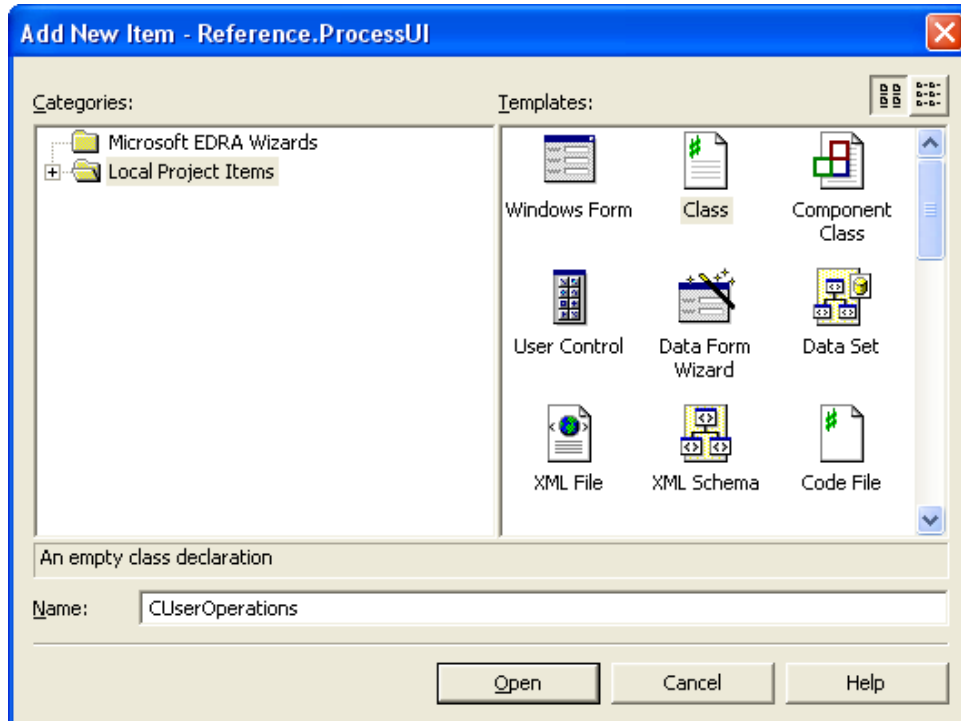 Add New Item - Reference.ProcessUI
Categories:
Templates:
Microsoft EDRA Wizards
Local Project Items
Windows Form
Class
Component Class
User Control
Data Form Wizard
Data Set
XML File
XML Schema
Code File
An empty class declaration
Name:
CUserOperations
Open
Cancel
Help